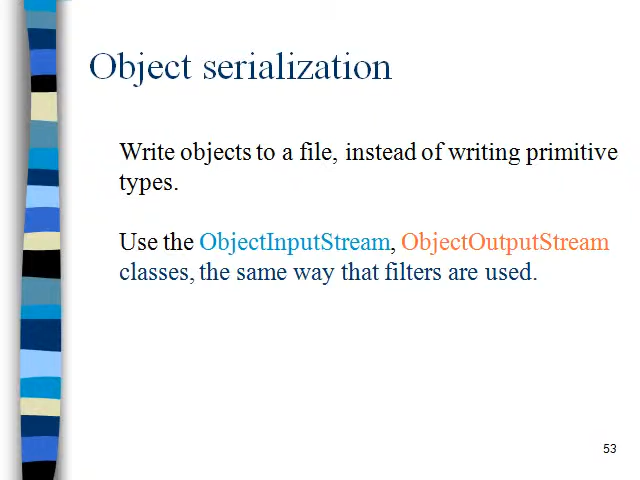 Object serialization
Write objects to a file, instead of writing primitive
types.
Use the ObjectInputStream, ObjectOutputStream
classes, the same way that filters are used.
53